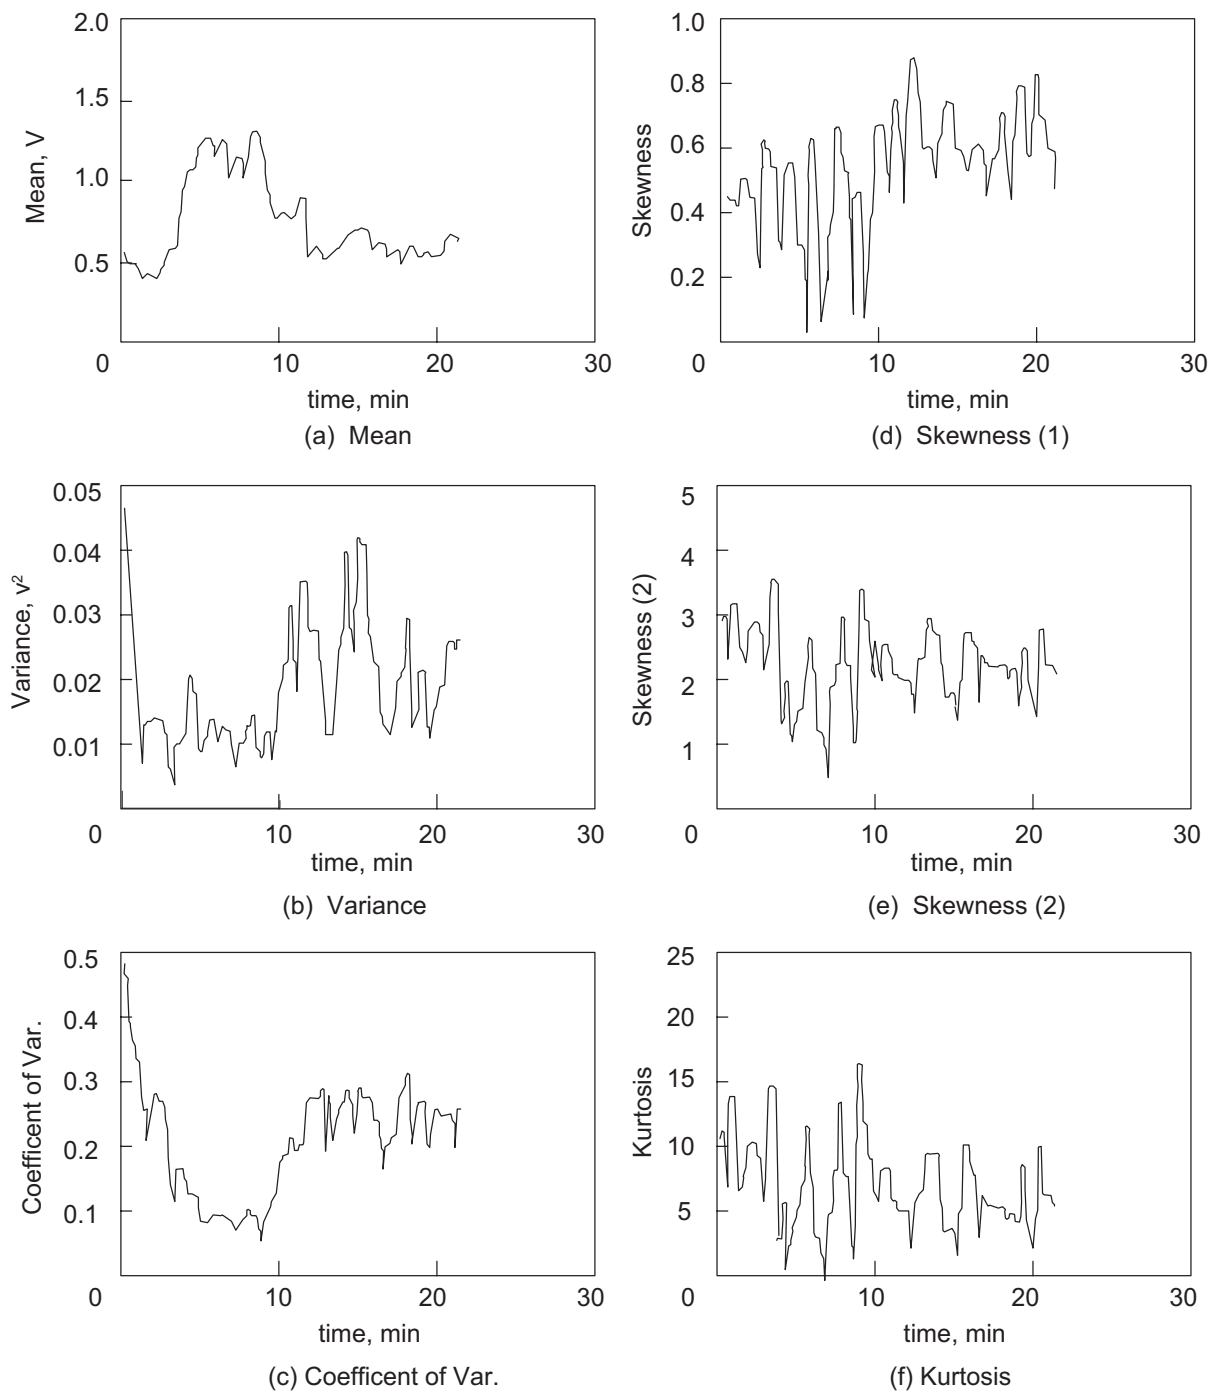 2.0
1.5
1.0
0.5
0
10
20
30
Mean, V
time, min
(a) Mean
1.0
0.8
0.6
0.4
0.2
0
10
20
30
Skewness
time, min
(d) Skewness (1)
0.05
0.04
0.03
0.02
0.01
0
10
20
30
Variance, v²
time, min
(b) Variance
5
4
3
2
1
0
10
20
30
Skewness (2)
time, min
(e) Skewness (2)
0.5
0.4
0.3
0.2
0.1
0
10
20
30
Coefficent of Var.
time, min
(c) Coefficent of Var.
25
20
15
10
5
0
10
20
30
Kurtosis
time, min
(f) Kurtosis